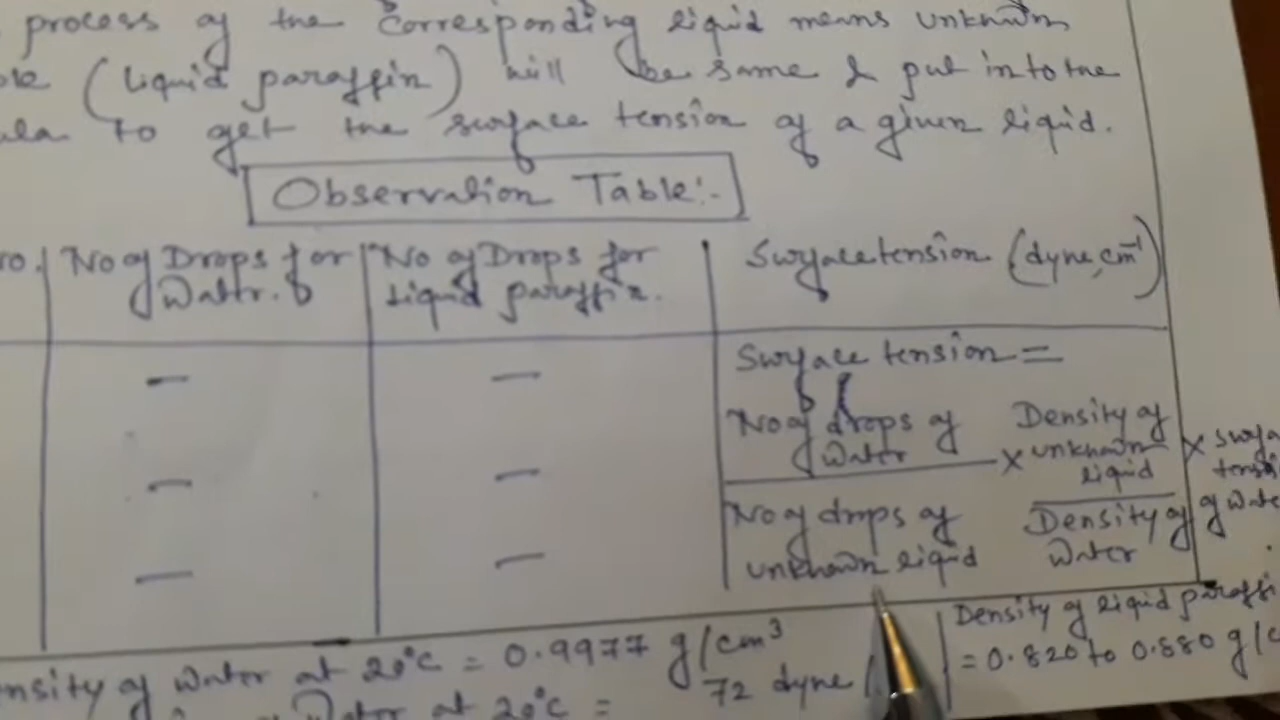 process of the corresponding liquid means unknown
(liquid paraffin) will be same & put in to the
to get the surface tension of a given liquid.
Observation Table:-
No of Drops for Water.
No of Drops for Liquid paraffin.
Surface tension (dyne, cm⁻¹)
Surface tension =
No of drops of water
No of drops of unknown liquid
×
Density of unknown liquid
Density of water
×
of
Density of water at 20°C = 0.9977 g/cm³
Water at 20°C = 72 dyne /
Density of liquid
= 0.820 to 0.880 g/